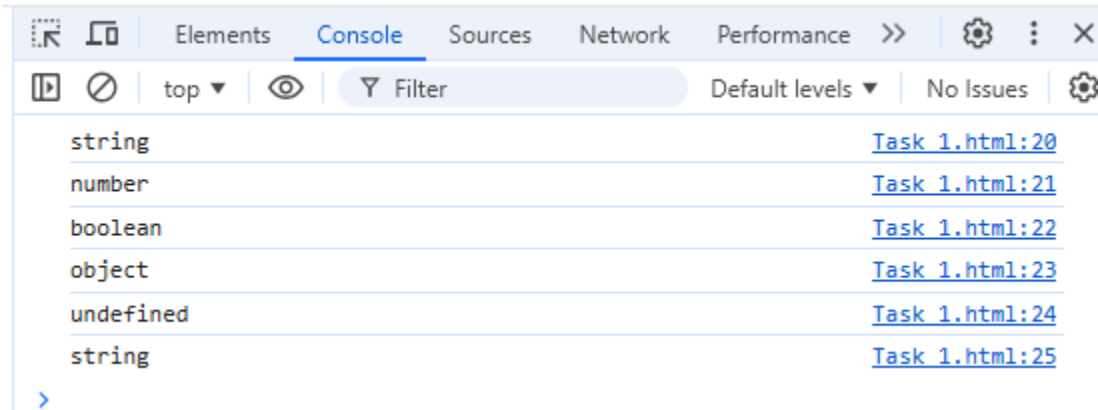 Elements Console Sources Network Performance
top Filter Default levels No Issues
string Task 1.html:20
number Task 1.html:21
boolean Task 1.html:22
object Task 1.html:23
undefined Task 1.html:24
string Task 1.html:25